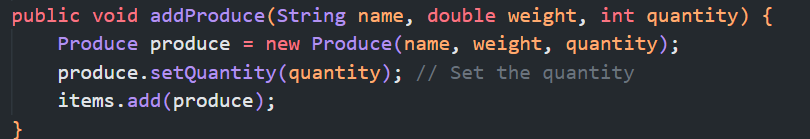 public void addProduce(String name, double weight, int quantity) {
    Produce produce = new Produce(name, weight, quantity);
    produce.setQuantity(quantity); // Set the quantity
    items.add(produce);
}